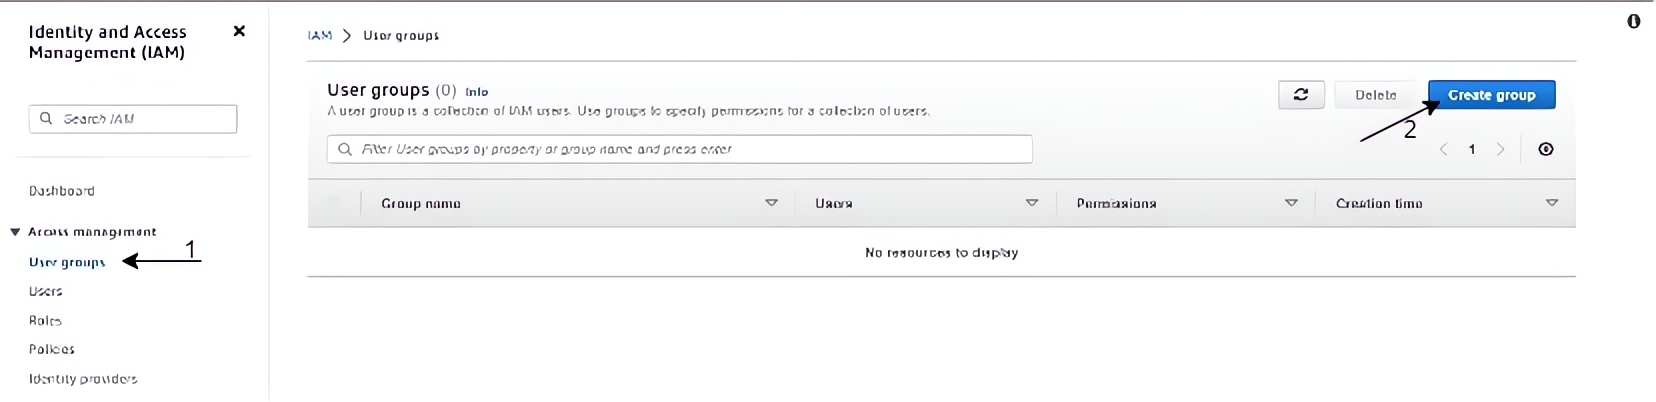 Identity and Access
Management (IAM)
Search IAM
Dashboard
Access management
User groups
1
Users
Roles
Policies
Identity providers
IAM > User groups
User groups (0) Info
A user group is a collection of IAM users. Use groups to specify permissions for a collection of users.
Delete
Create group
2
Filter User groups by property or group name and press enter
< 1 >
Group name
Users
Permissions
Creation time
No resources to display